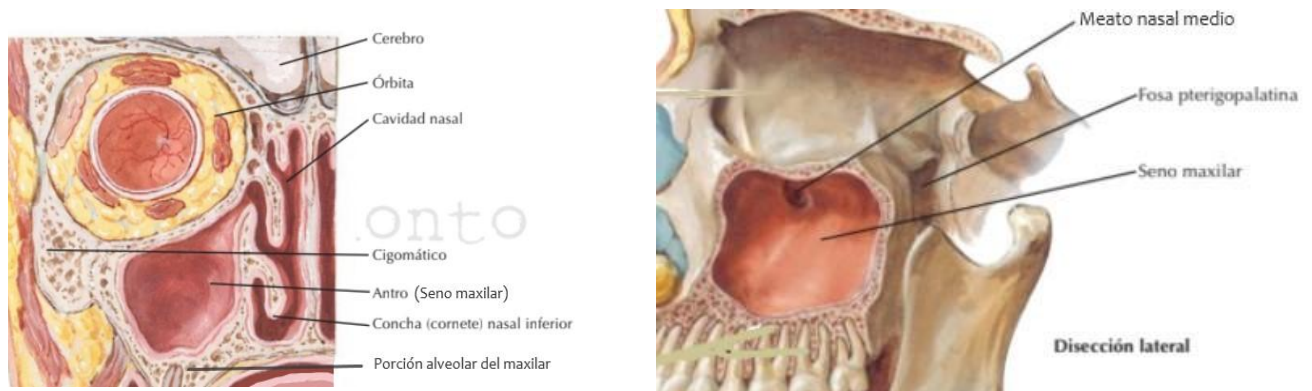 Cerebro
Órbita
Cavidad nasal
onto
Cigomático
Antro (Seno maxilar)
Concha (cornete) nasal inferior
Porción alveolar del maxilar
Meato nasal medio
Fosa pterigopalatina
Seno maxilar
Disección lateral